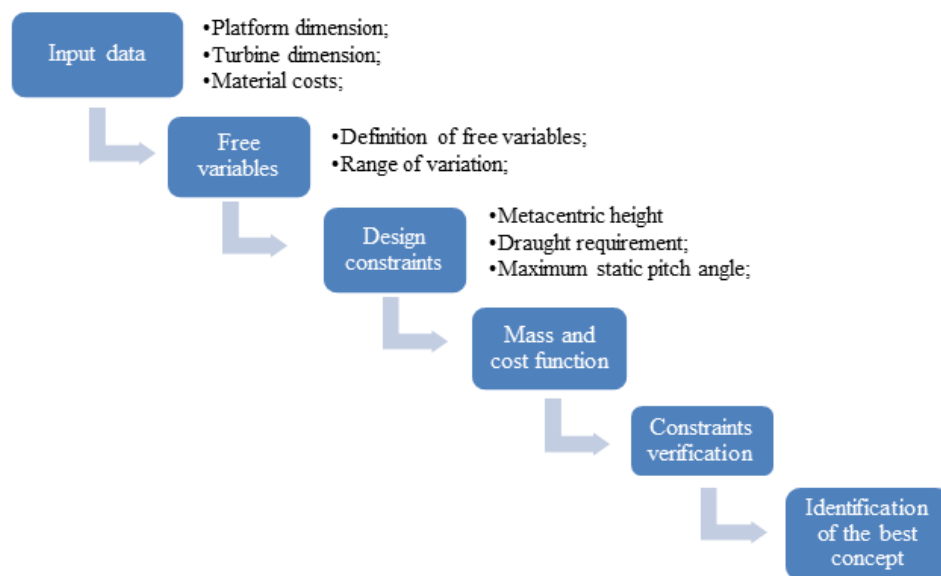 Input data
•Platform dimension;
•Turbine dimension;
•Material costs;
Free
variables
•Definition of free variables;
•Range of variation;
Design
constraints
•Metacentric height
•Draught requirement;
•Maximum static pitch angle;
Mass and
cost function
Constraints
verification
Identification
of the best
concept